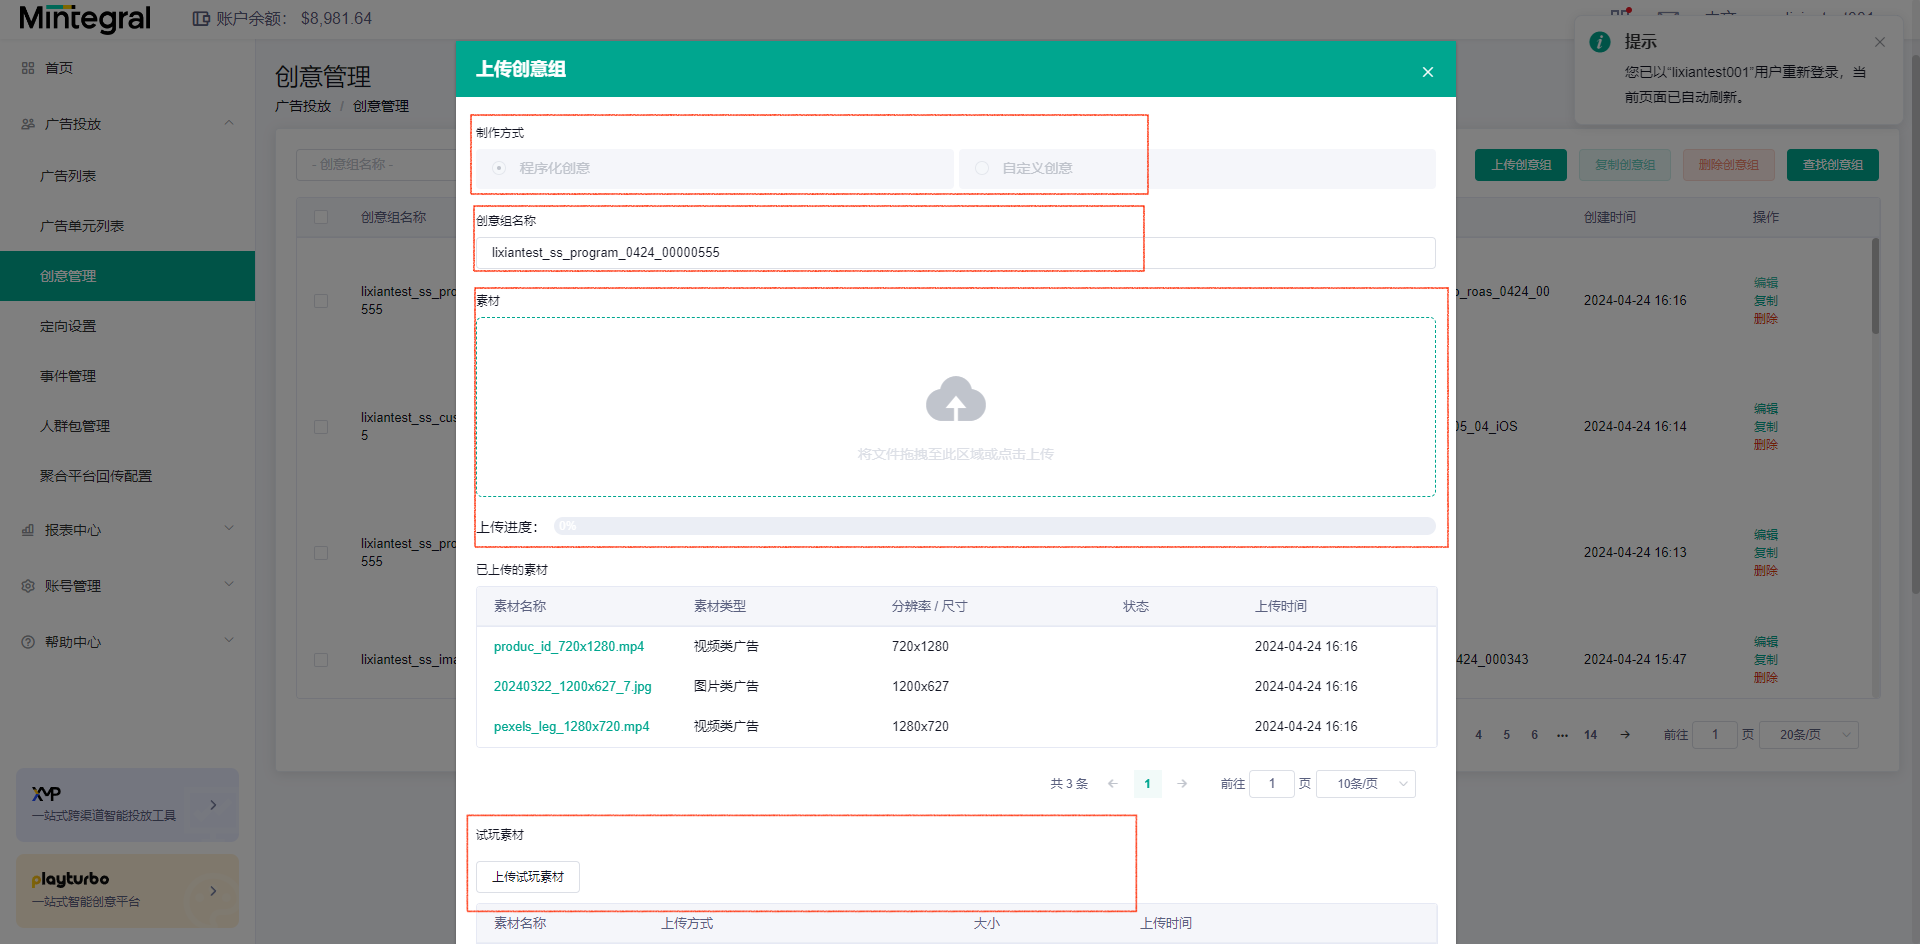 Mintegral
账户余额： $8,981.64
提示
您已以“lixiantest001”用户重新登录，当
前页面已自动刷新。
首页
广告投放
广告列表
广告单元列表
创意管理
定向设置
事件管理
人群包管理
聚合平台回传配置
报表中心
账号管理
帮助中心
XMP
一站式跨渠道智能投放工具
playturbo
一站式智能创意平台
创意管理
广告投放 / 创意管理
- 创意组名称 -
上传创意组 复制创意组 删除创意组 查找创意组
创意组名称 创建时间 操作
lixiantest_ss_pro
555
o_roas_0424_00
2024-04-24 16:16
编辑
复制
删除
lixiantest_ss_cus
5
05_04_iOS
2024-04-24 16:14
编辑
复制
删除
lixiantest_ss_pro
555
2024-04-24 16:13
编辑
复制
删除
lixiantest_ss_ima
424_000343
2024-04-24 15:47
编辑
复制
删除
4 5 6 ••• 14 → 前往 1 页 20条/页
上传创意组
制作方式
程序化创意 自定义创意
创意组名称
lixiantest_ss_program_0424_00000555
素材
将文件拖拽至此区域或点击上传
上传进度： 0%
已上传的素材
素材名称 素材类型 分辨率 / 尺寸 状态 上传时间
produc_id_720x1280.mp4 视频类广告 720x1280 2024-04-24 16:16
20240322_1200x627_7.jpg 图片类广告 1200x627 2024-04-24 16:16
pexels_leg_1280x720.mp4 视频类广告 1280x720 2024-04-24 16:16
共 3 条 ← 1 → 前往 1 页 10条/页
试玩素材
上传试玩素材
素材名称 上传方式 大小 上传时间